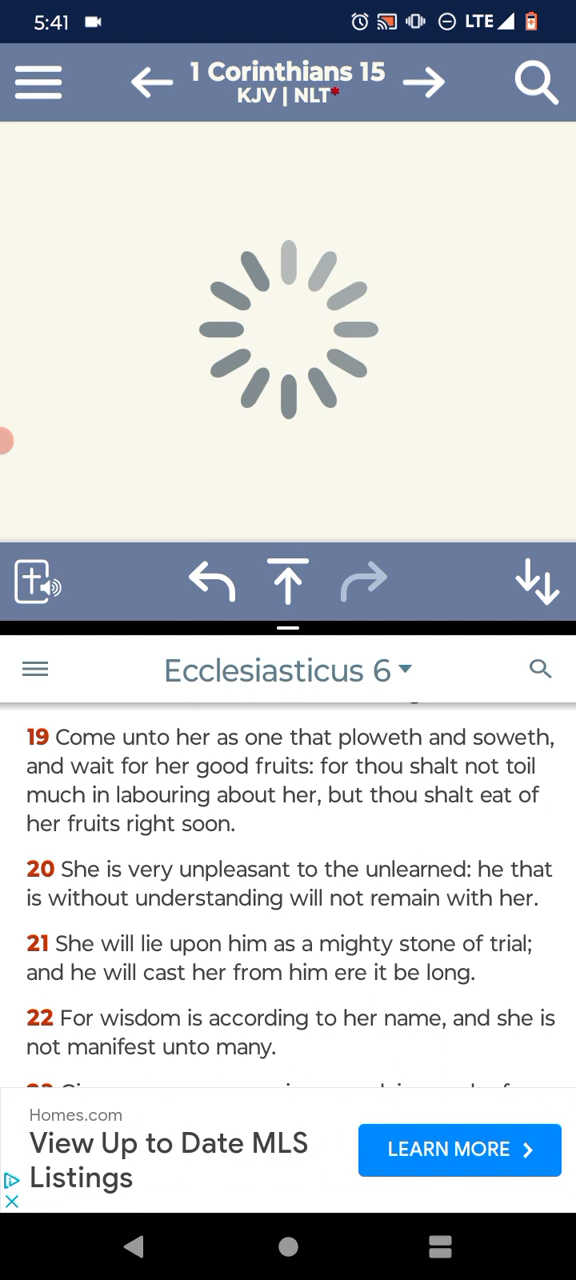 5:41
LTE
1 Corinthians 15
KJV | NLT*
Ecclesiasticus 6
19 Come unto her as one that ploweth and soweth,
and wait for her good fruits: for thou shalt not toil
much in labouring about her, but thou shalt eat of
her fruits right soon.
20 She is very unpleasant to the unlearned: he that
is without understanding will not remain with her.
21 She will lie upon him as a mighty stone of trial;
and he will cast her from him ere it be long.
22 For wisdom is according to her name, and she is
not manifest unto many.
Homes.com
View Up to Date MLS
Listings
LEARN MORE